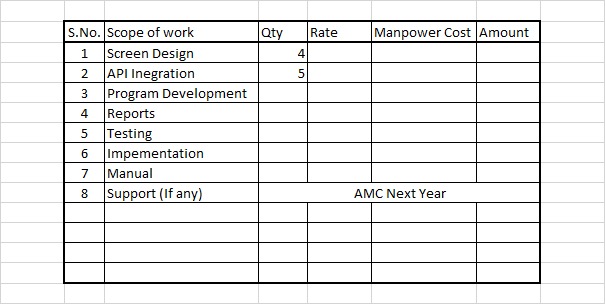 S.No. Scope of work Qty Rate Manpower Cost Amount
1 Screen Design 4
2 API Inegration 5
3 Program Development
4 Reports
5 Testing
6 Impementation
7 Manual
8 Support (If any) AMC Next Year